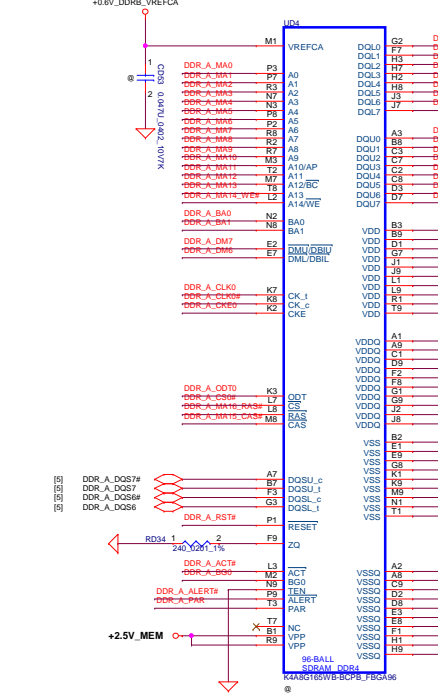 +0.6V_DDRB_VREFCA
UD4
M1 VREFCA
DQL0 G2
DQL1 F7
DQL2 H3
DQL3 H7
DQL4 H2
DQL5 H8
DQL6 J3
DQL7 J7
1
@
CD53 0.047U_0402_10V7K
2
DDR_A_MA0 P3 A0
DDR_A_MA1 P7 A1
DDR_A_MA2 R3 A2
DDR_A_MA3 N7 A3
DDR_A_MA4 N3 A4
DDR_A_MA5 P8 A5
DDR_A_MA6 P2 A6
DDR_A_MA7 R8 A7
DDR_A_MA8 R2 A8
DDR_A_MA9 R7 A9
DDR_A_MA10 M3 A10/AP
DDR_A_MA11 T2 A11
DDR_A_MA12 M7 A12/BC
DDR_A_MA13 T8 A13
DDR_A_MA14_WE# L2 A14/WE
DQU0 A3
DQU1 B8
DQU2 C3
DQU3 C7
DQU4 C2
DQU5 C8
DQU6 D3
DQU7 D7
DDR_A_BA0 N2 BA0
DDR_A_BA1 N8 BA1
DDR_A_DM7 E2 DMU/DBIU
DDR_A_DM6 E7 DML/DBIL
VDD B3
VDD B9
VDD D1
VDD G7
VDD J1
VDD J9
VDD L1
VDD L9
VDD R1
VDD T9
DDR_A_CLK0 K7 CK_t
DDR_A_CLK0# K8 CK_c
DDR_A_CKE0 K2 CKE
VDDQ A1
VDDQ A9
VDDQ C1
VDDQ D9
VDDQ F2
VDDQ F8
VDDQ G1
VDDQ G9
VDDQ J2
VDDQ J8
DDR_A_ODT0 K3 ODT
DDR_A_CS0# L7 CS
DDR_A_MA16_RAS# L8 RAS
DDR_A_MA15_CAS# M8 CAS
VSS B2
VSS E1
VSS E9
VSS G8
VSS K1
VSS K9
VSS M9
VSS N1
VSS T1
[5] DDR_A_DQS7# A7 DQSU_c
[5] DDR_A_DQS7 B7 DQSU_t
[5] DDR_A_DQS6# F3 DQSL_c
[5] DDR_A_DQS6 G3 DQSL_t
DDR_A_RST# P1 RESET
RD34 1 2 F9 ZQ
240_0201_1%
DDR_A_ACT# L3 ACT
DDR_A_BG0 M2 BG0
N9 TEN
DDR_A_ALERT# P9 ALERT
DDR_A_PAR T3 PAR
VSSQ A2
VSSQ A8
VSSQ C9
VSSQ D2
VSSQ D8
VSSQ E3
VSSQ E8
VSSQ F1
VSSQ H1
VSSQ H9
T7 NC
+2.5V_MEM B1 VPP
R9 VPP
96-BALL
SDRAM_DDR4
K4A8G165WB-BCPB_FBGA96
@